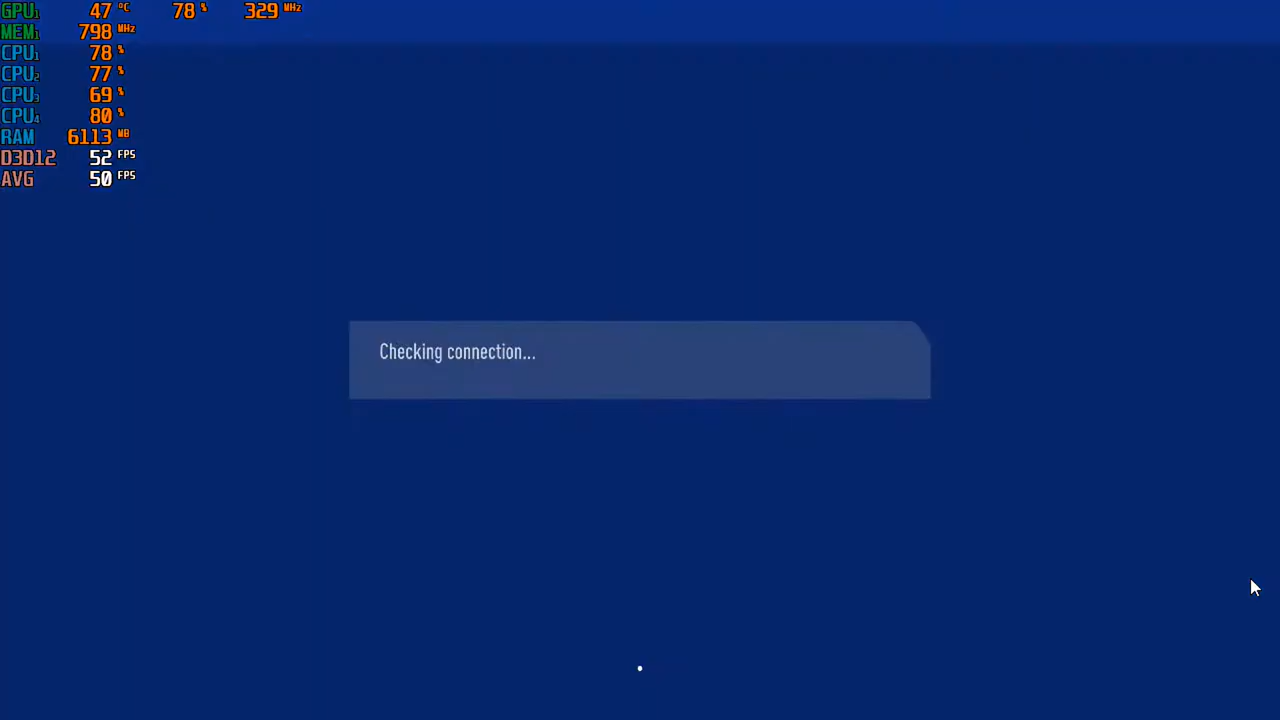 GPU1 47 °C 78 % 329 MHz
MEM1 798 MHz
CPU1 78 %
CPU2 77 %
CPU3 69 %
CPU4 80 %
RAM 6113 MB
D3D12 52 FPS
AVG 50 FPS
Checking connection...